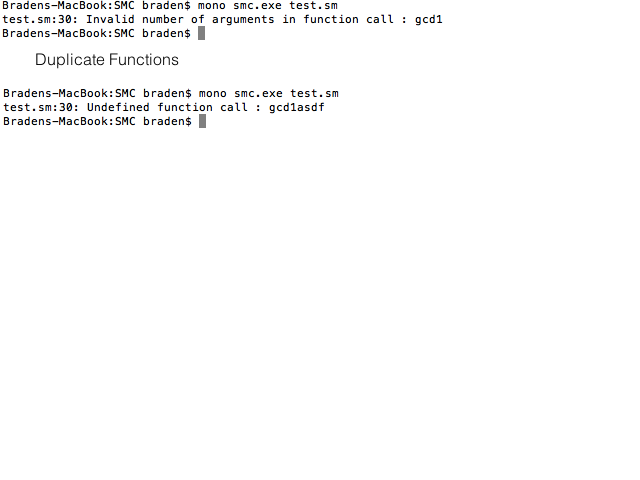 Bradens-MacBook:SMC braden$ mono smc.exe test.sm
test.sm:30: Invalid number of arguments in function call : gcd1
Bradens-MacBook:SMC braden$
Duplicate Functions
Bradens-MacBook:SMC braden$ mono smc.exe test.sm
test.sm:30: Undefined function call : gcd1asdf
Bradens-MacBook:SMC braden$